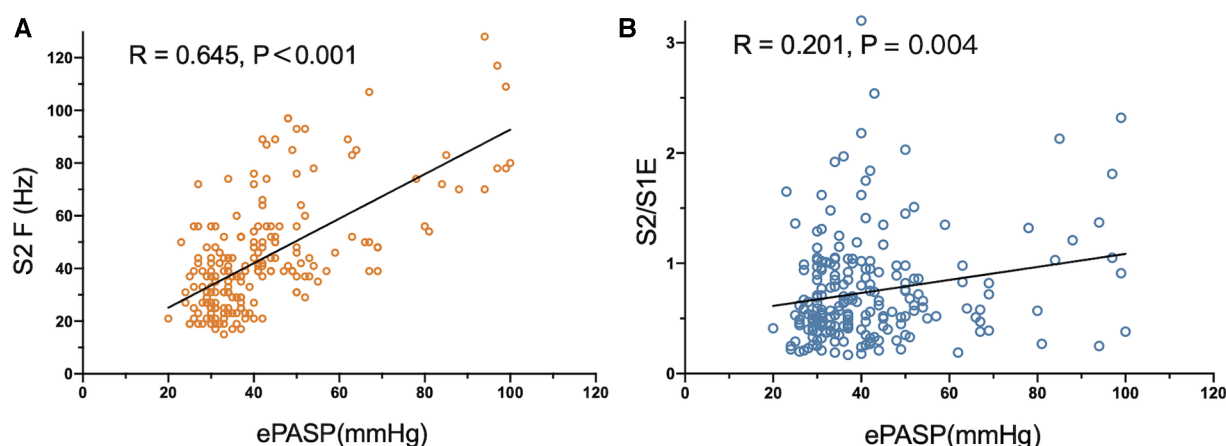 A
R = 0.645, P<0.001
S2 F (Hz)
120
100
80
60
40
20
0
0 20 40 60 80 100 120
ePASP(mmHg)
B
R = 0.201, P = 0.004
S2/S1E
3
2
1
0
0 20 40 60 80 100 120
ePASP(mmHg)